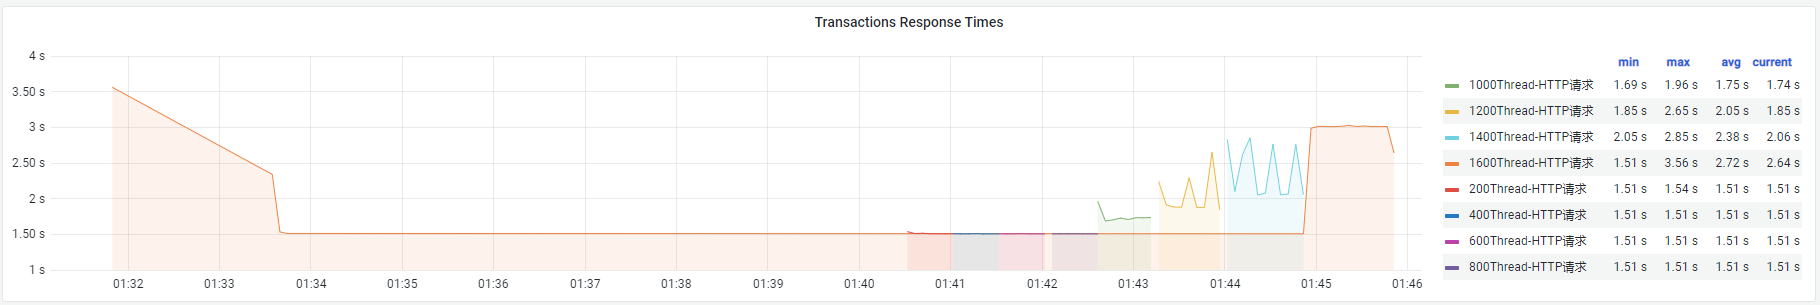 Transactions Response Times
4 s
3.50 s
3 s
2.50 s
2 s
1.50 s
1 s
01:32 01:33 01:34 01:35 01:36 01:37 01:38 01:39 01:40 01:41 01:42 01:43 01:44 01:45 01:46
min max avg current
1000Thread-HTTP请求 1.69 s 1.96 s 1.75 s 1.74 s
1200Thread-HTTP请求 1.85 s 2.65 s 2.05 s 1.85 s
1400Thread-HTTP请求 2.05 s 2.85 s 2.38 s 2.06 s
1600Thread-HTTP请求 1.51 s 3.56 s 2.72 s 2.64 s
200Thread-HTTP请求 1.51 s 1.54 s 1.51 s 1.51 s
400Thread-HTTP请求 1.51 s 1.51 s 1.51 s 1.51 s
600Thread-HTTP请求 1.51 s 1.51 s 1.51 s 1.51 s
800Thread-HTTP请求 1.51 s 1.51 s 1.51 s 1.51 s